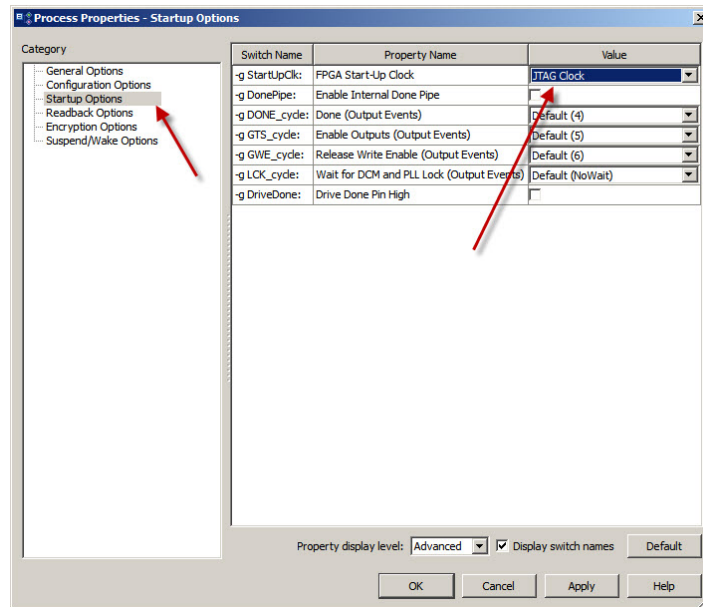 Process Properties - Startup Options
Category
General Options
Configuration Options
Startup Options
Readback Options
Encryption Options
Suspend/Wake Options
Switch Name Property Name Value
-g StartUpClk: FPGA Start-Up Clock JTAG Clock
-g DonePipe: Enable Internal Done Pipe
-g DONE_cycle: Done (Output Events) Default (4)
-g GTS_cycle: Enable Outputs (Output Events) Default (5)
-g GWE_cycle: Release Write Enable (Output Events) Default (6)
-g LCK_cycle: Wait for DCM and PLL Lock (Output Events) Default (NoWait)
-g DriveDone: Drive Done Pin High
Property display level: Advanced Display switch names Default
OK Cancel Apply Help